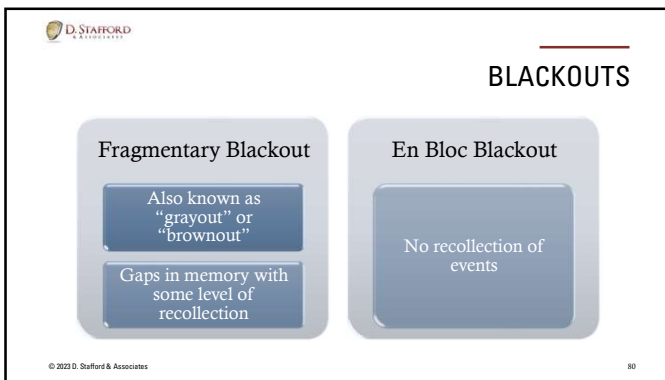 D. STAFFORD
& ASSOCIATES
BLACKOUTS
Fragmentary Blackout
Also known as
“grayout” or
“brownout”
Gaps in memory with
some level of
recollection
En Bloc Blackout
No recollection of
events
© 2023 D. Stafford & Associates
80